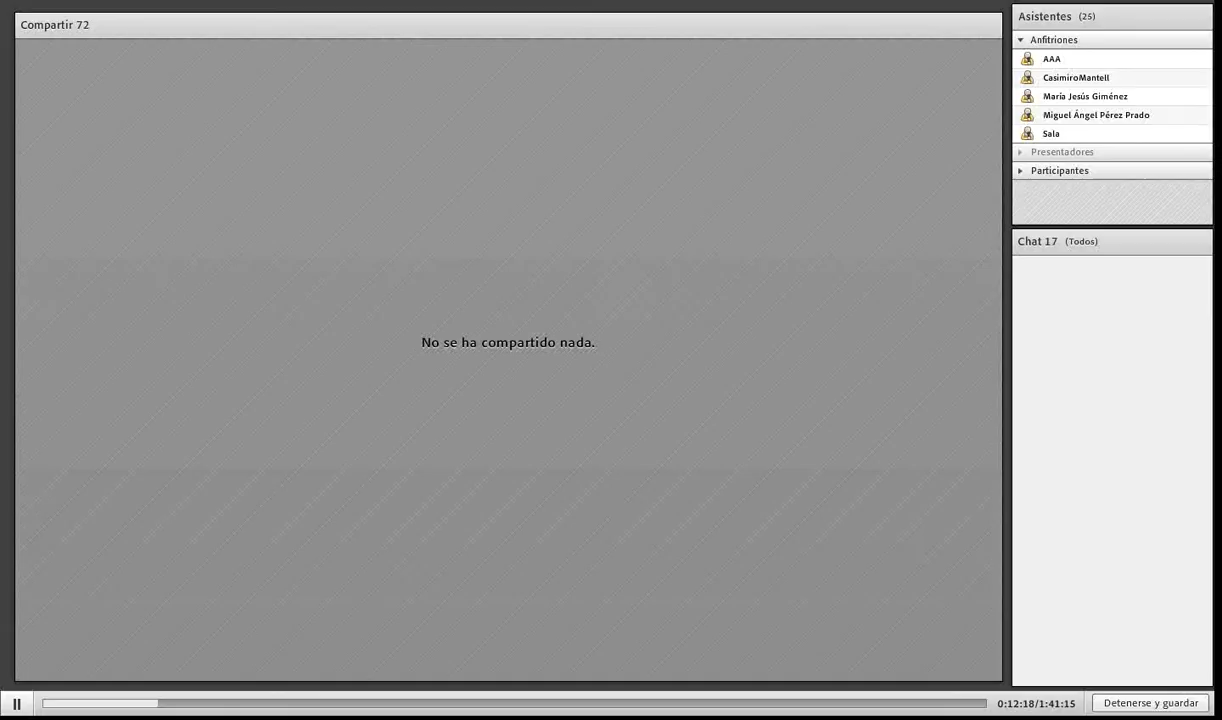 Compartir 72
No se ha compartido nada.
Asistentes (25)
Anfitriones
AAA
CasimiroMantell
María Jesús Giménez
Miguel Ángel Pérez Prado
Sala
Presentadores
Participantes
Chat 17 (Todos)
0:12:18/1:41:15
Detenerse y guardar